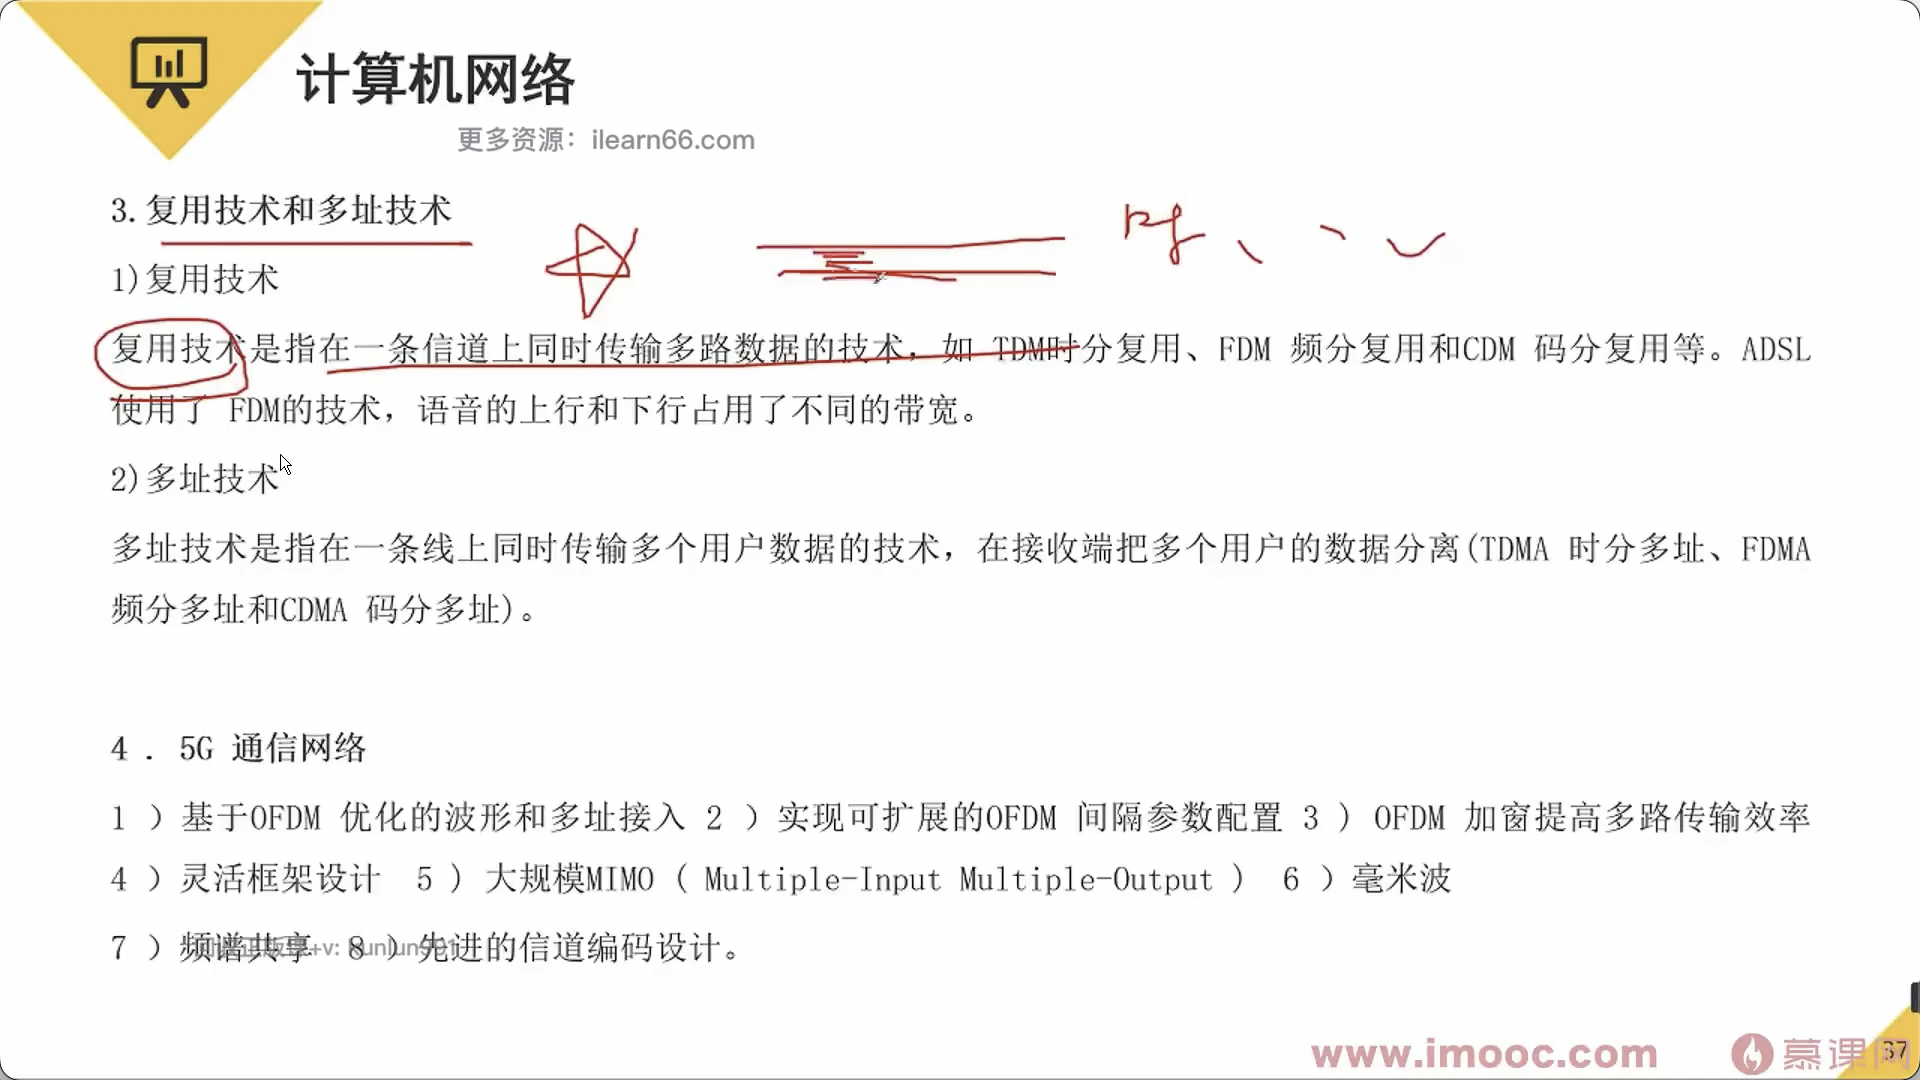 计算机网络
更多资源：ilearn66.com
3.复用技术和多址技术
时、
1)复用技术
复用技术是指在一条信道上同时传输多路数据的技术，如 TDM时分复用、FDM 频分复用和CDM 码分复用等。ADSL
使用了 FDM的技术，语音的上行和下行占用了不同的带宽。
2)多址技术
多址技术是指在一条线上同时传输多个用户数据的技术，在接收端把多个用户的数据分离(TDMA 时分多址、FDMA
频分多址和CDMA 码分多址)。
4 . 5G 通信网络
1 ）基于OFDM 优化的波形和多址接入 2 ）实现可扩展的OFDM 间隔参数配置 3 ）OFDM 加窗提高多路传输效率
4 ）灵活框架设计 5 ）大规模MIMO ( Multiple-Input Multiple-Output ) 6 ）毫米波
7 ）频谱共享 8 ）先进的信道编码设计。
www.imooc.com 慕课网
37